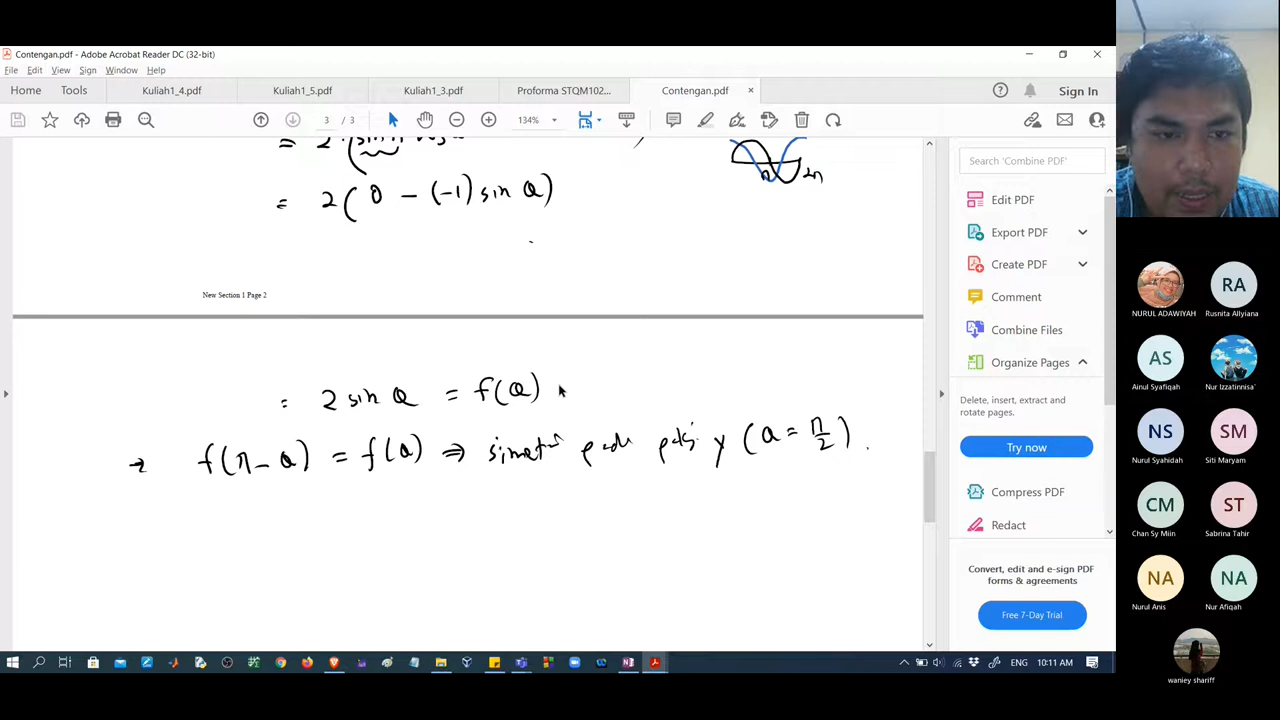 Contengan.pdf - Adobe Acrobat Reader DC (32-bit)
File Edit View Sign Window Help
Home Tools Kuliah1_4.pdf Kuliah1_5.pdf Kuliah1_3.pdf Proforma STQM102... Contengan.pdf × Sign In
3 / 3 134%
= 2 ( 0 - (-1) sin θ)
New Section 1 Page 2
= 2 sin θ = f(θ)
→ f(π - θ) = f(θ) ⇒ y (θ = π/2).
π 2π
Search 'Combine PDF'
Edit PDF
Export PDF
Create PDF
Comment
Combine Files
Organize Pages
Delete, insert, extract and
rotate pages.
Try now
Compress PDF
Redact
Convert, edit and e-sign PDF
forms & agreements
Free 7-Day Trial
RA
NURUL ADAWIYAH Rusnita Allyiana
AS
Ainul Syafiqah Nur Izzatinnisa'
NS SM
Nurul Syahidah Siti Maryam
CM ST
Chan Sy Miin Sabrina Tahir
NA NA
Nurul Anis Nur Afiqah
waniey shariff
ENG 10:11 AM